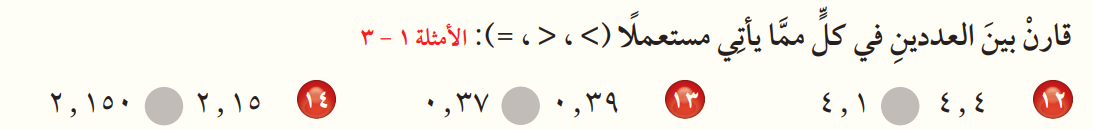 قارنْ بينَ العددينِ في كلٍّ ممَّا يأتِي مستعملًا (> ، < ، =): الأمثلة ١ – ٣
١٢ ٤,٤ ٤,١ ١٣ ٠,٣٩ ٠,٣٧ ١٤ ٢,١٥ ٢,١٥٠